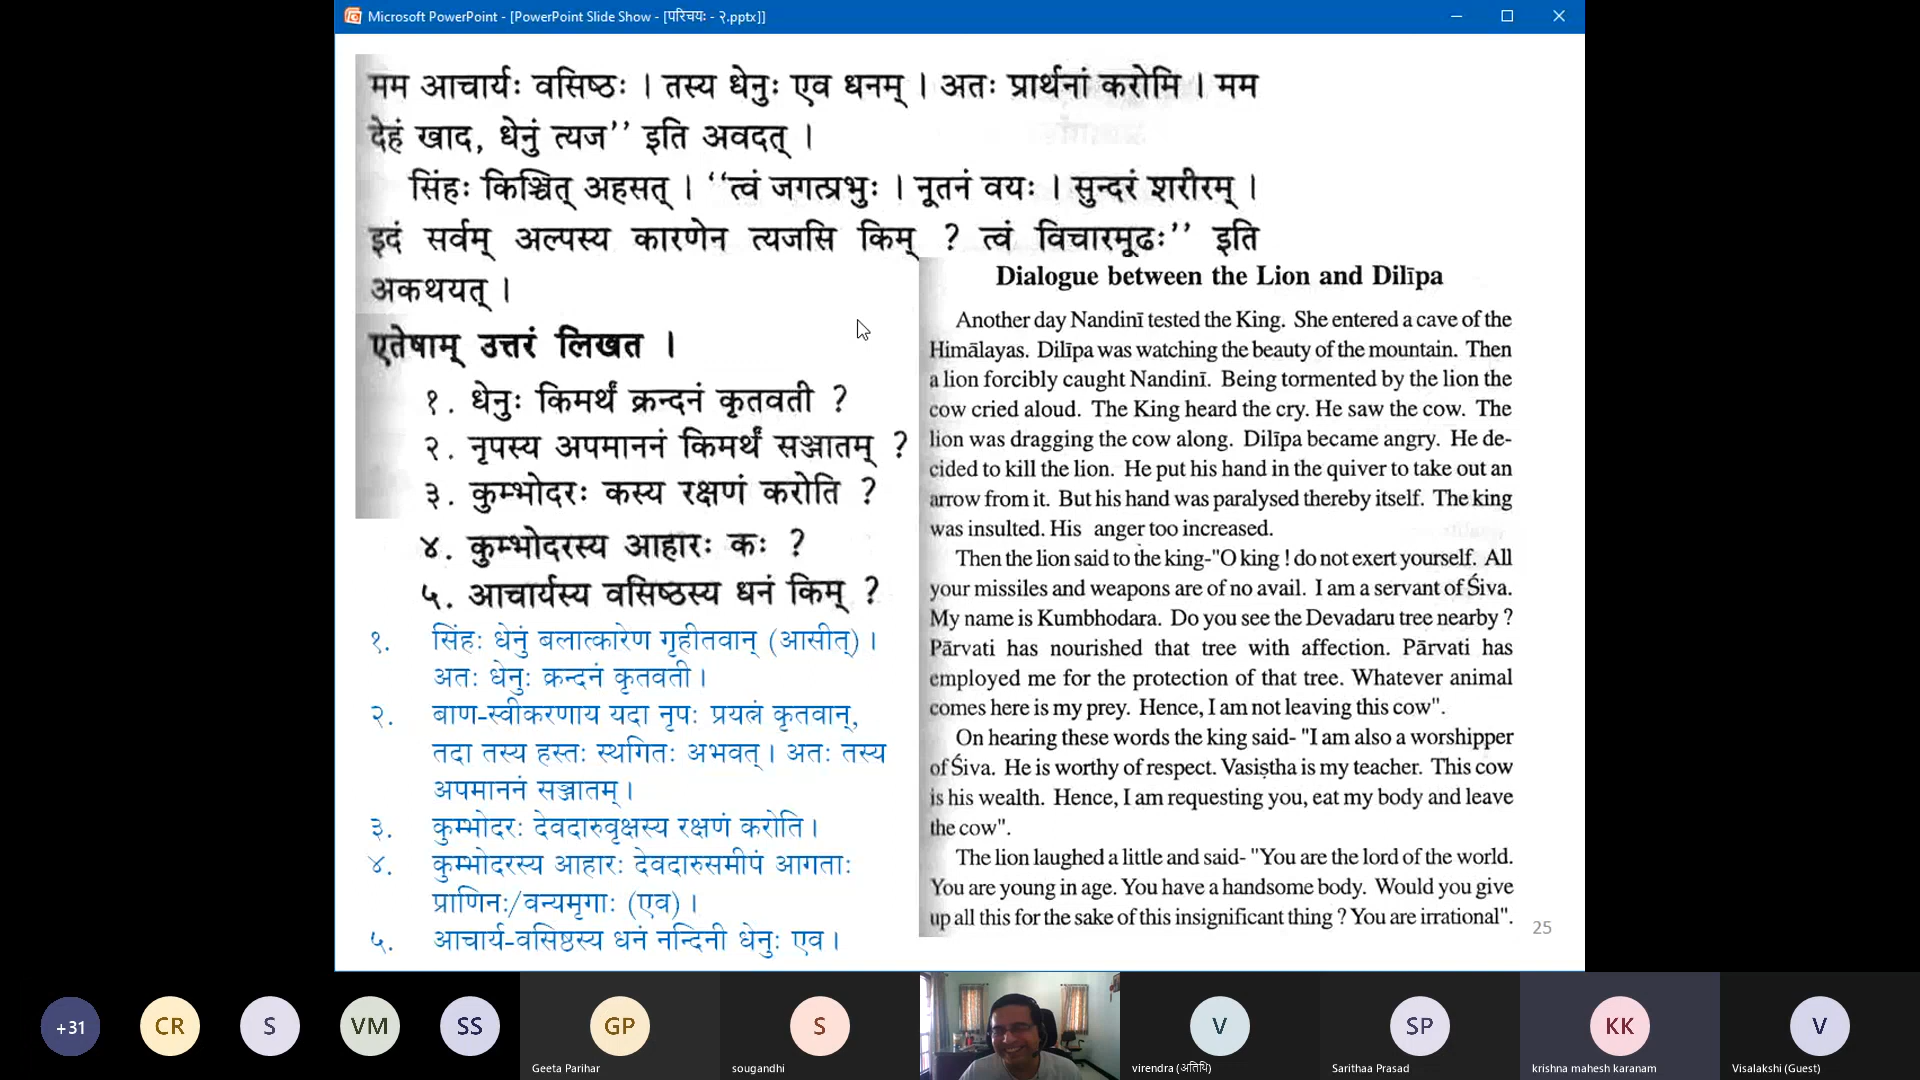 Microsoft PowerPoint - [PowerPoint Slide Show - [परिचयः - २.pptx]]
मम आचार्यः वसिष्ठः । तस्य धेनुः एव धनम् । अतः प्रार्थनां करोमि । मम
देहं खाद, धेनुं त्यज’’ इति अवदत् ।
सिंहः किञ्चित् अहसत् । ‘‘त्वं जगत्प्रभुः । नूतनं वयः । सुन्दरं शरीरम् ।
इदं सर्वम् अल्पस्य कारणेन त्यजसि किम् ? त्वं विचारमूढः’’ इति
अकथयत् ।
एतेषाम् उत्तरं लिखत ।
१. धेनुः किमर्थं क्रन्दनं कृतवती ?
२. नृपस्य अपमाननं किमर्थं सञ्जातम् ?
३. कुम्भोदरः कस्य रक्षणं करोति ?
४. कुम्भोदरस्य आहारः कः ?
५. आचार्यस्य वसिष्ठस्य धनं किम् ?
१. सिंहः धेनुं बलात्कारेण गृहीतवान् (आसीत्) ।
अतः धेनुः क्रन्दनं कृतवती ।
२. बाण-स्वीकरणाय यदा नृपः प्रयत्नं कृतवान्,
तदा तस्य हस्तः स्थगितः अभवत् । अतः तस्य
अपमाननं सञ्जातम् ।
३. कुम्भोदरः देवदारुवृक्षस्य रक्षणं करोति ।
४. कुम्भोदरस्य आहारः देवदारुसमीपं आगताः
प्राणिनः/वन्यमृगाः (एव) ।
५. आचार्य-वसिष्ठस्य धनं नन्दिनी धेनुः एव ।
Dialogue between the Lion and Dilīpa
Another day Nandinī tested the King. She entered a cave of the
Himālayas. Dilīpa was watching the beauty of the mountain. Then
a lion forcibly caught Nandinī. Being tormented by the lion the
cow cried aloud. The King heard the cry. He saw the cow. The
lion was dragging the cow along. Dilīpa became angry. He de-
cided to kill the lion. He put his hand in the quiver to take out an
arrow from it. But his hand was paralysed thereby itself. The king
was insulted. His anger too increased.
Then the lion said to the king-"O king ! do not exert yourself. All
your missiles and weapons are of no avail. I am a servant of Śiva.
My name is Kumbhodara. Do you see the Devadaru tree nearby ?
Pārvati has nourished that tree with affection. Pārvati has
employed me for the protection of that tree. Whatever animal
comes here is my prey. Hence, I am not leaving this cow".
On hearing these words the king said- "I am also a worshipper
of Śiva. He is worthy of respect. Vasiṣtha is my teacher. This cow
is his wealth. Hence, I am requesting you, eat my body and leave
the cow".
The lion laughed a little and said- "You are the lord of the world.
You are young in age. You have a handsome body. Would you give
up all this for the sake of this insignificant thing ? You are irrational".
25
+31 CR S VM SS GP S V SP KK V
Geeta Parihar sougandhi virendra (अतिथि) Sarithaa Prasad krishna mahesh karanam Visalakshi (Guest)